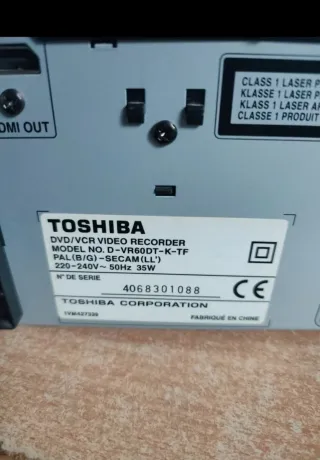 DMI OUT
CLASS 1 LASER P
KLASSE 1 LASER P
KLASS 1 LASER AP
CLASSE 1 PRODUIT
TOSHIBA
DVD/VCR VIDEO RECORDER
MODEL NO. D-VR60DT-K-TF
PAL(B/G)-SECAM(LL')
220-240V~ 50Hz 35W
N° DE SERIE
4068301088
CE
TOSHIBA CORPORATION
FABRIQUÉ EN CHINE